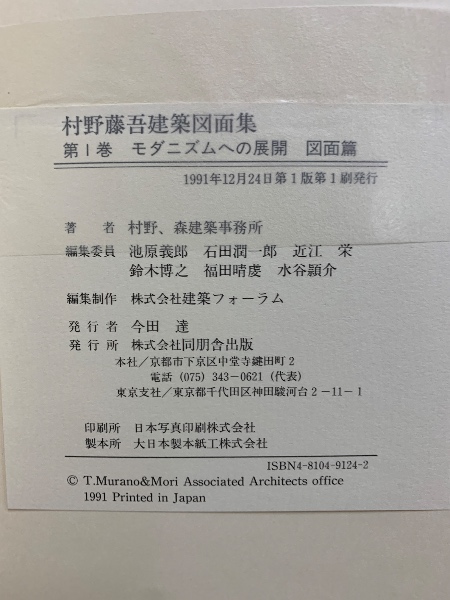 村野藤吾建築図面集
第Ⅰ巻 モダニズムへの展開 図面篇
1991年12月24日第1版第1刷発行
著者 村野、森建築事務所
編集委員 池原義郎 石田潤一郎 近江栄
鈴木博之 福田晴虔 水谷頴介
編集制作 株式会社建築フォーラム
発行者 今田達
発行所 株式会社同朋舎出版
本社／京都市下京区中堂寺鍵田町2
電話 (075) 343-0621 (代表)
東京支社／東京都千代田区神田駿河台2-11-1
印刷所 日本写真印刷株式会社
製本所 大日本製本紙工株式会社
ISBN4-8104-9124-2
© T.Murano&Mori Associated Architects office
1991 Printed in Japan